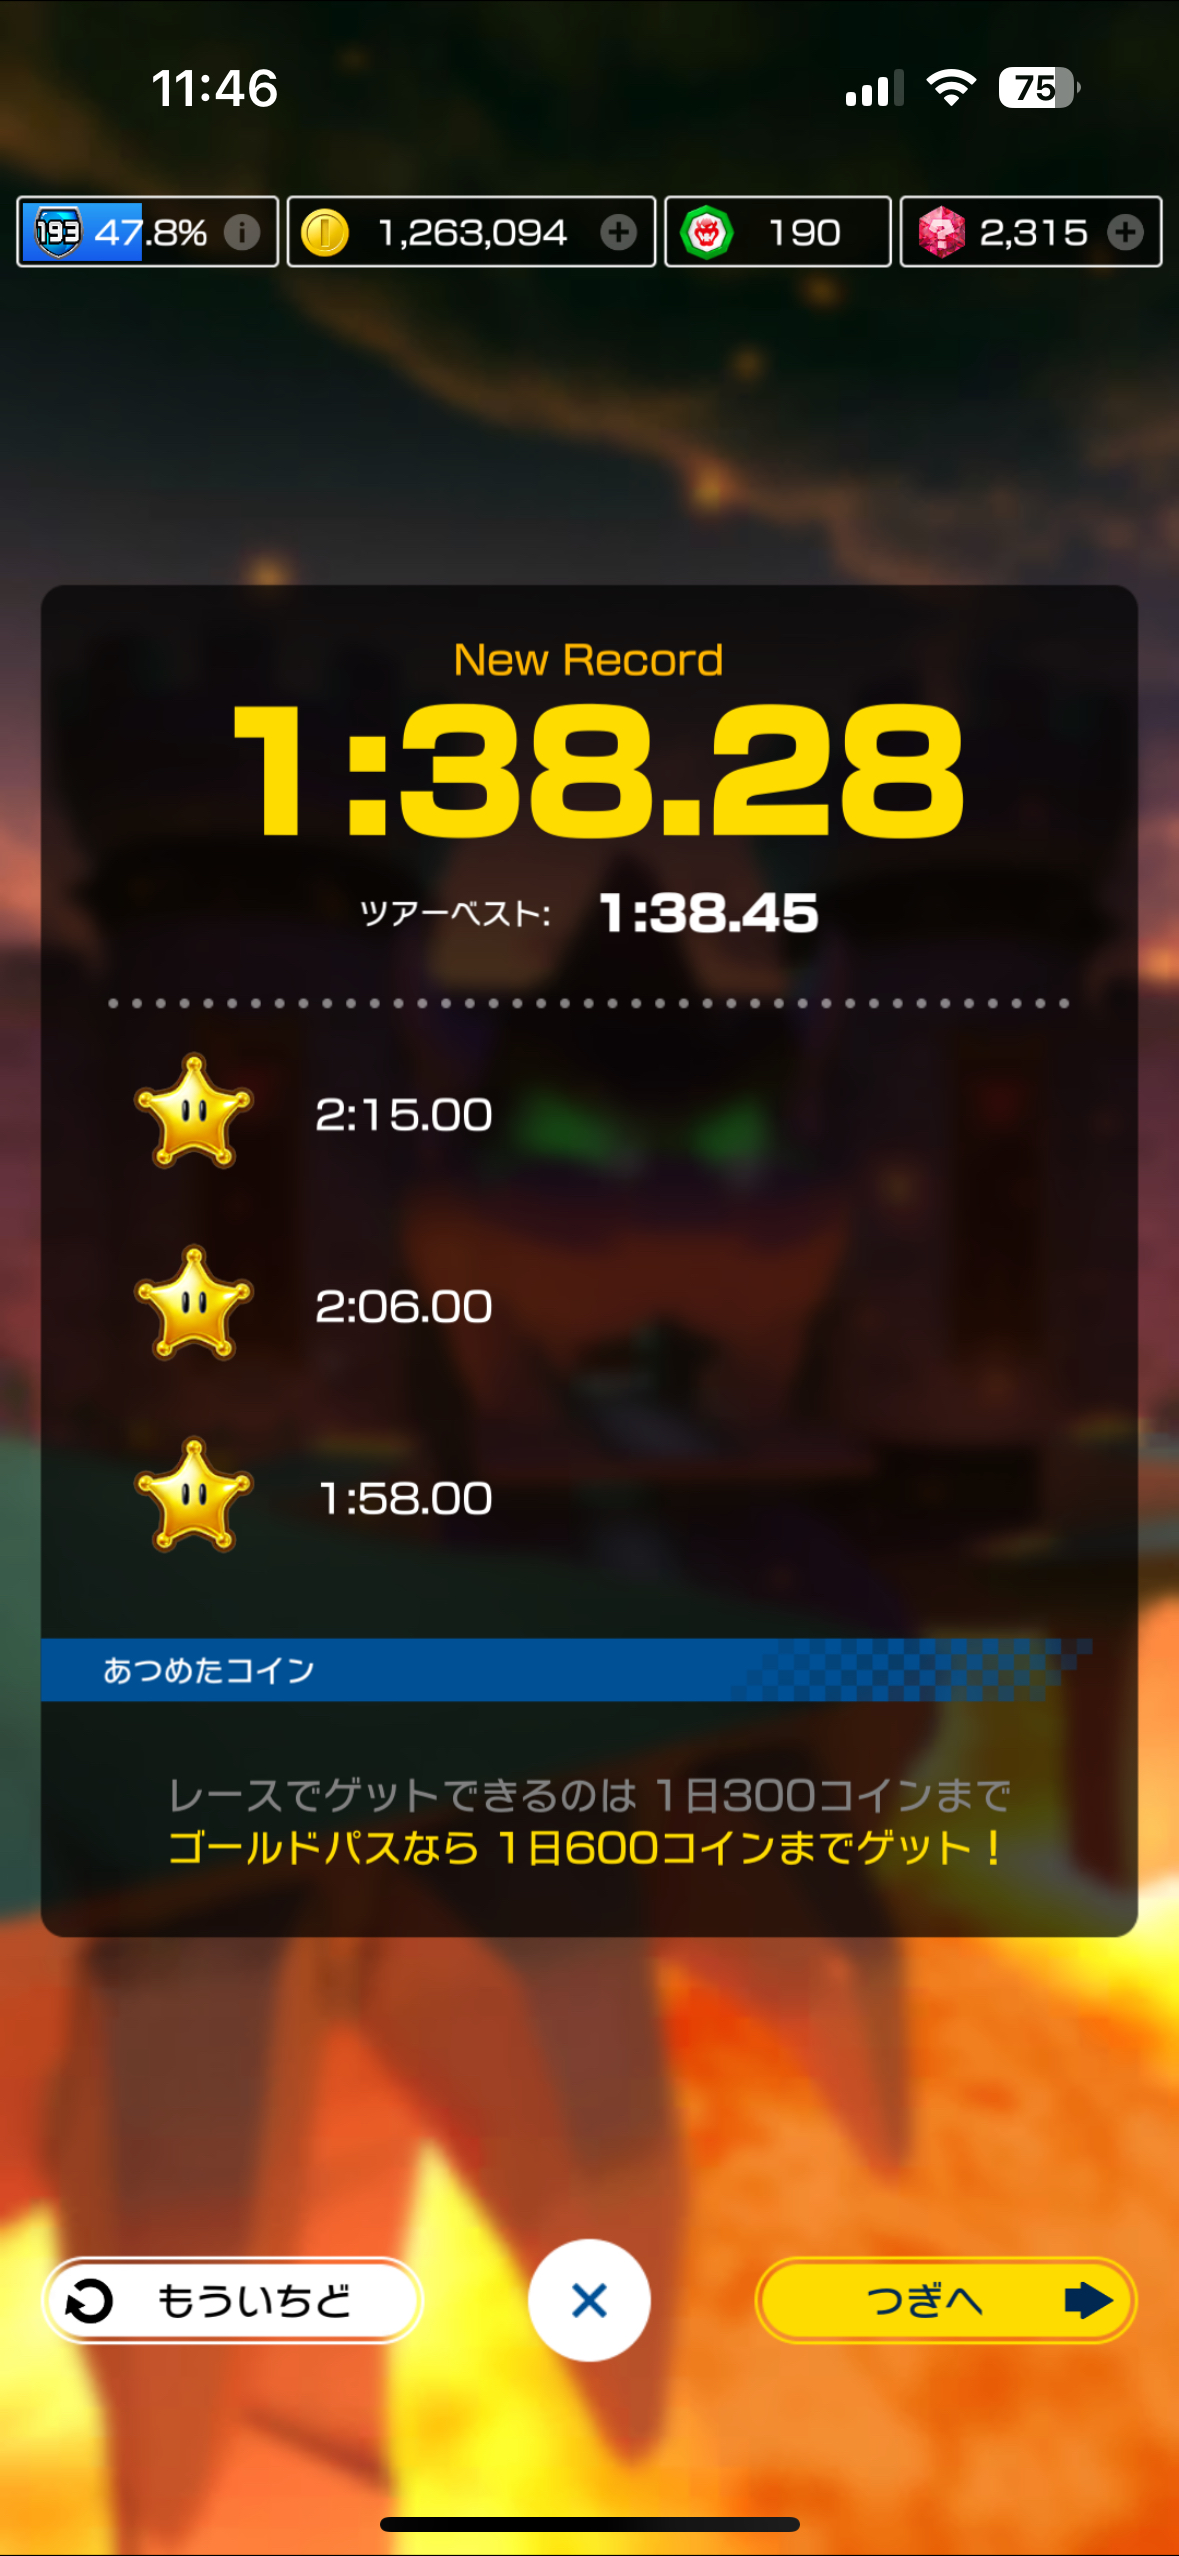 11:46
75
193 47.8% i
1,263,094 +
190
2,315 +
New Record
1:38.28
ツアーベスト: 1:38.45
2:15.00
2:06.00
1:58.00
あつめたコイン
レースでゲットできるのは 1日300コインまで
ゴールドパスなら 1日600コインまでゲット!
もういちど
×
つぎへ